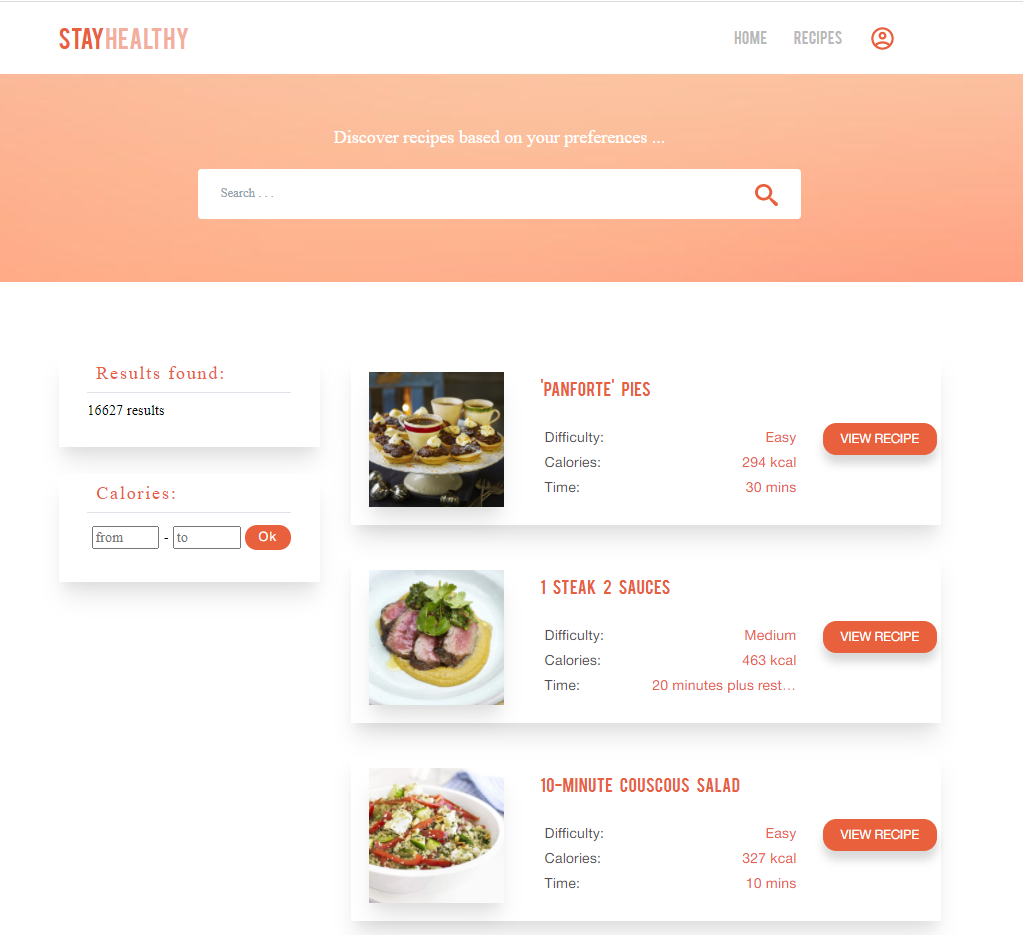 STAYHEALTHY
HOME RECIPES
Discover recipes based on your preferences ...
Search . . .
Results found:
16627 results
Calories:
from - to Ok
'PANFORTE' PIES
Difficulty: Easy
Calories: 294 kcal
Time: 30 mins
VIEW RECIPE
1 STEAK 2 SAUCES
Difficulty: Medium
Calories: 463 kcal
Time: 20 minutes plus rest...
VIEW RECIPE
10-MINUTE COUSCOUS SALAD
Difficulty: Easy
Calories: 327 kcal
Time: 10 mins
VIEW RECIPE